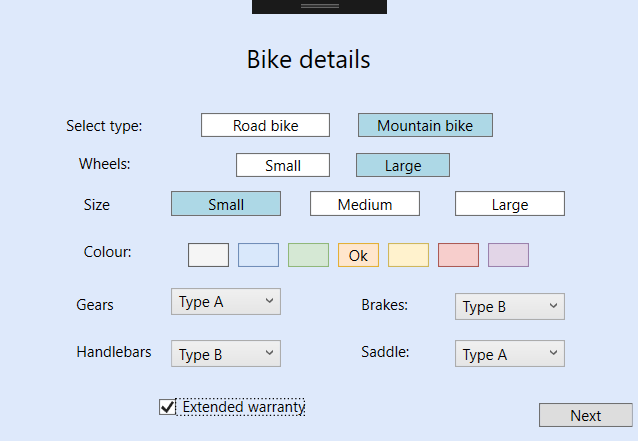 Bike details
Select type: Road bike Mountain bike
Wheels: Small Large
Size Small Medium Large
Colour: Ok
Gears Type A Brakes: Type B
Handlebars Type B Saddle: Type A
Extended warranty
Next